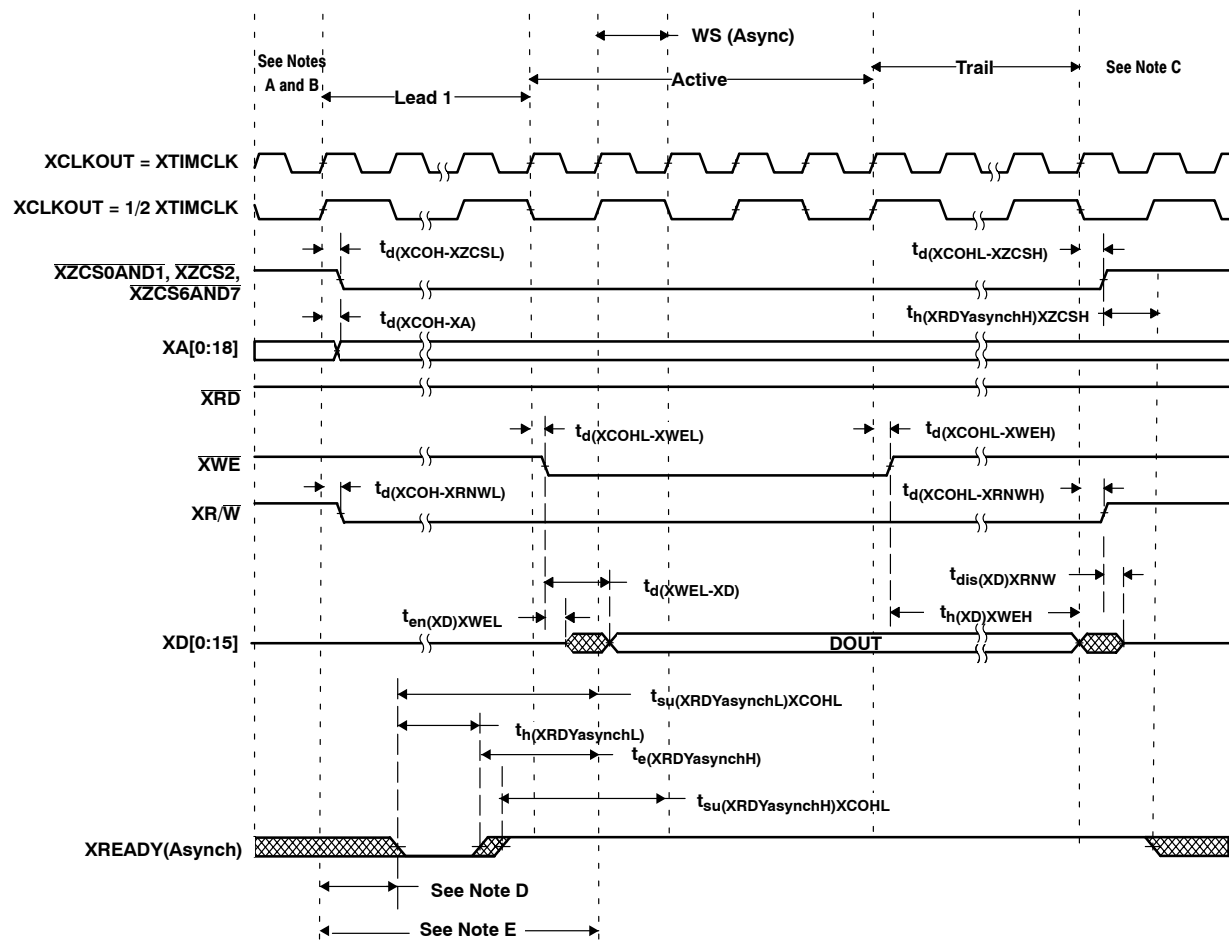 WS (Async)
See Notes
A and B
Trail
See Note C
Active
Lead 1
XCLKOUT = XTIMCLK
XCLKOUT = 1/2 XTIMCLK
td(XCOH-XZCSL)
td(XCOHL-XZCSH)
XZCS0AND1, XZCS2,
XZCS6AND7
th(XRDYasynchH)XZCSH
td(XCOH-XA)
XA[0:18]
XRD
td(XCOHL-XWEL)
td(XCOHL-XWEH)
XWE
td(XCOH-XRNWL)
td(XCOHL-XRNWH)
XR/W
tdis(XD)XRNW
td(XWEL-XD)
ten(XD)XWEL
th(XD)XWEH
XD[0:15]
DOUT
tsu(XRDYasynchL)XCOHL
th(XRDYasynchL)
te(XRDYasynchH)
tsu(XRDYasynchH)XCOHL
XREADY(Asynch)
See Note D
See Note E